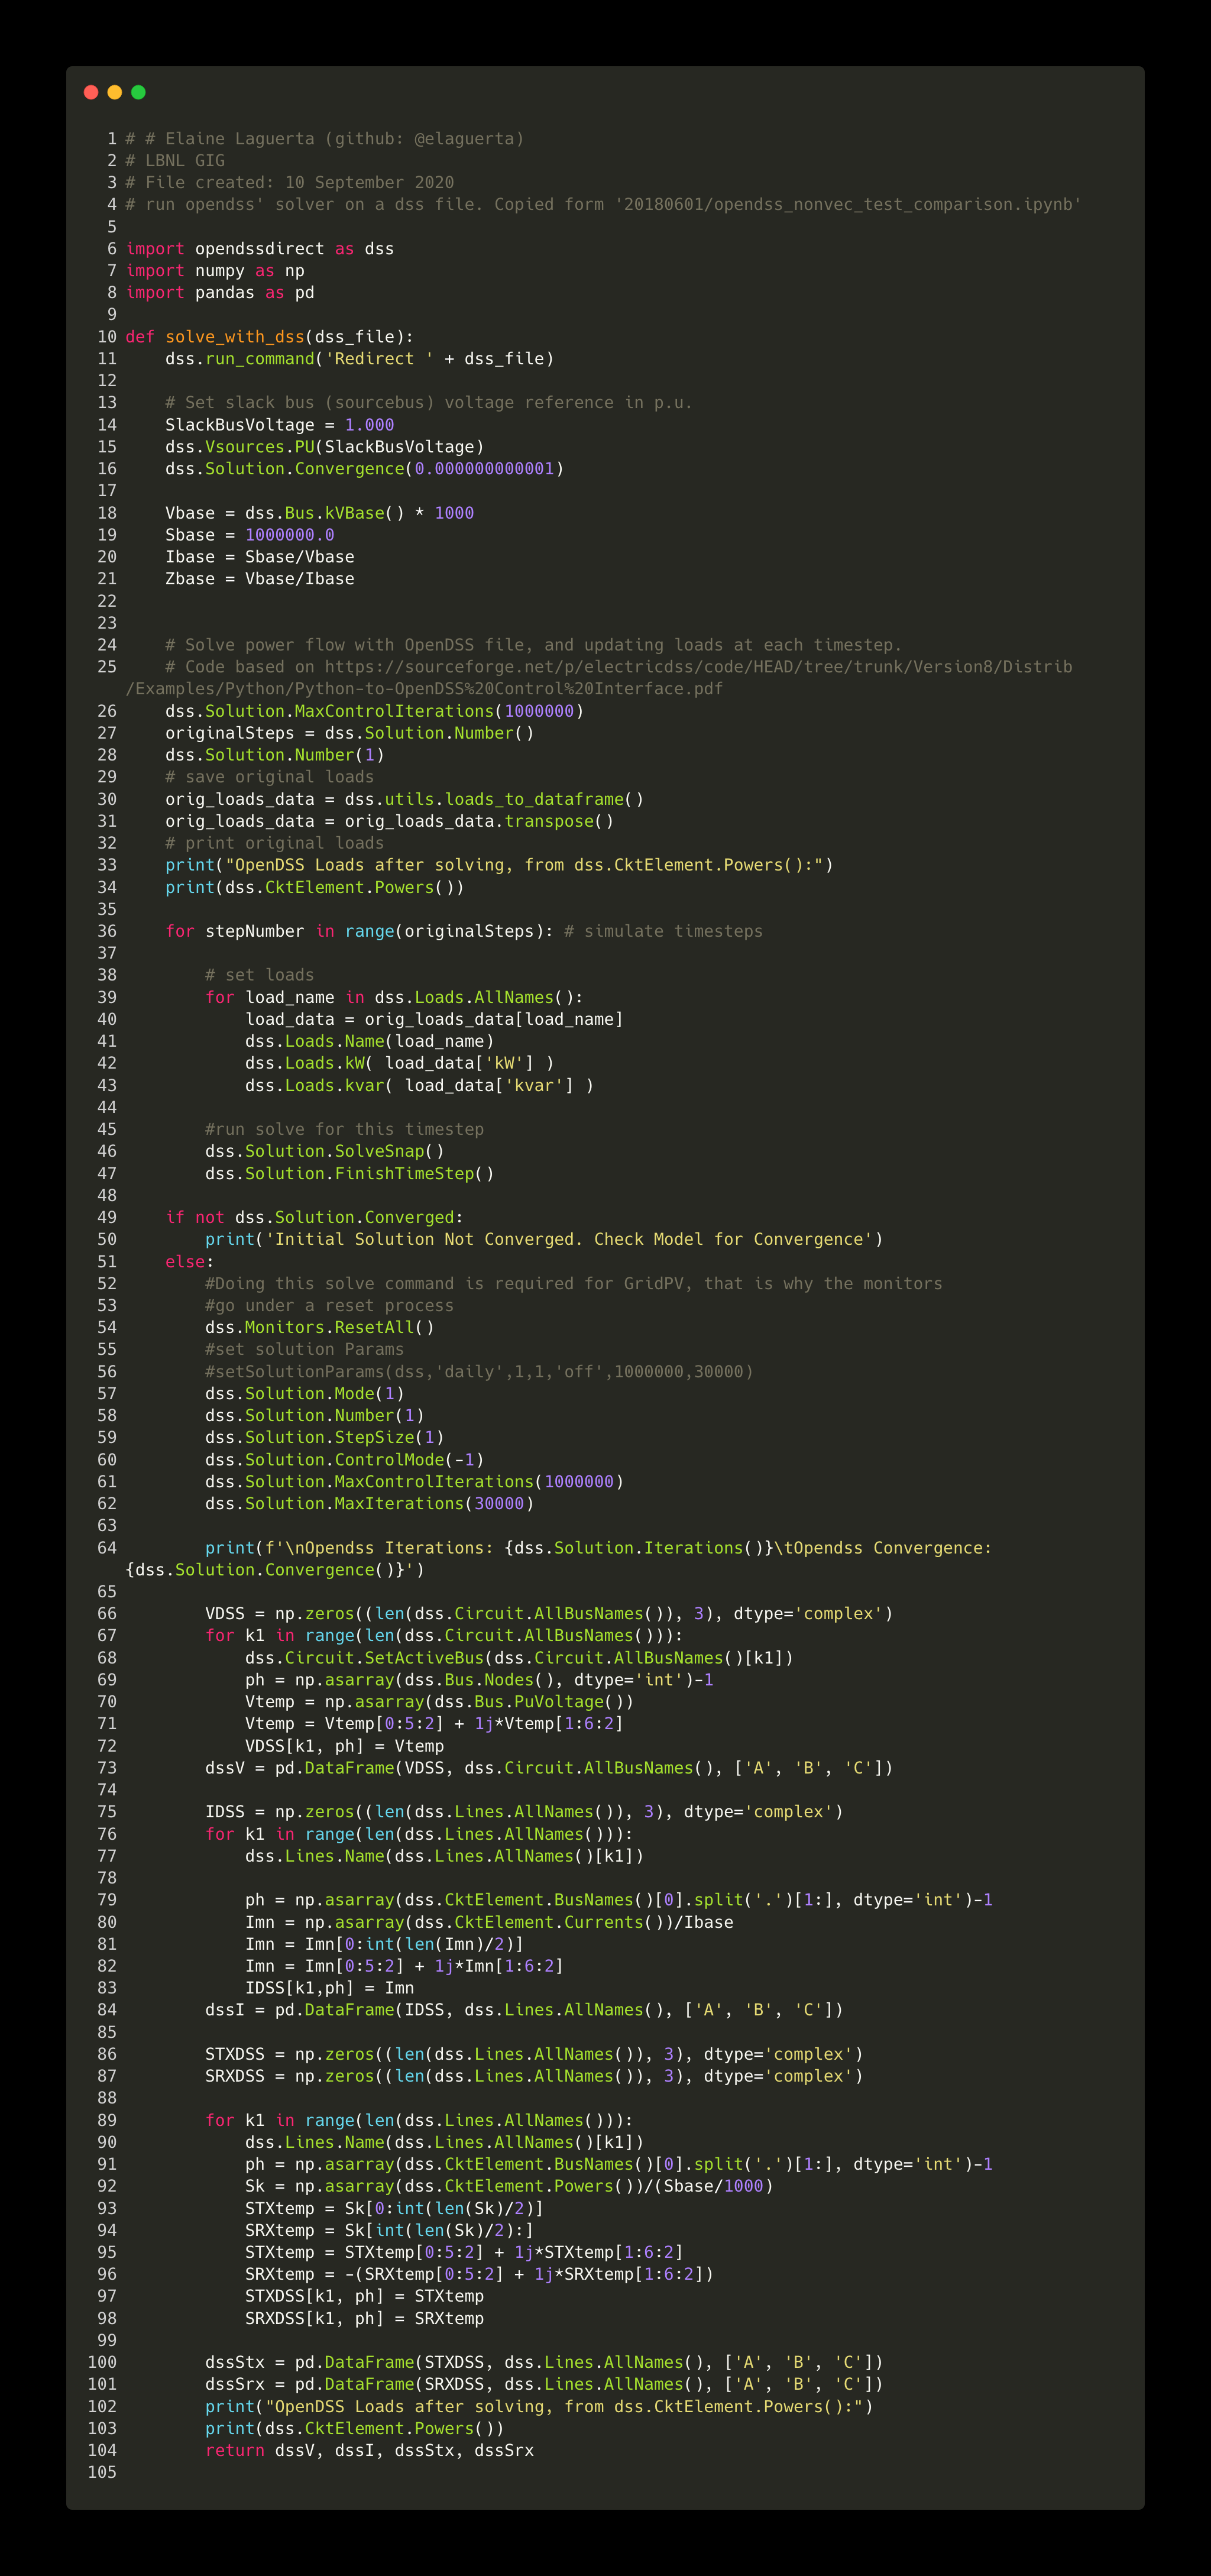 1 # # Elaine Laguerta (github: @elaguerta)
2 # LBNL GIG
3 # File created: 10 September 2020
4 # run opendss' solver on a dss file. Copied form '20180601/opendss_nonvec_test_comparison.ipynb'
5
6 import opendssdirect as dss
7 import numpy as np
8 import pandas as pd
9
10 def solve_with_dss(dss_file):
11     dss.run_command('Redirect ' + dss_file)
12
13     # Set slack bus (sourcebus) voltage reference in p.u.
14     SlackBusVoltage = 1.000
15     dss.Vsources.PU(SlackBusVoltage)
16     dss.Solution.Convergence(0.000000000001)
17
18     Vbase = dss.Bus.kVBase() * 1000
19     Sbase = 1000000.0
20     Ibase = Sbase/Vbase
21     Zbase = Vbase/Ibase
22
23
24     # Solve power flow with OpenDSS file, and updating loads at each timestep.
25     # Code based on https://sourceforge.net/p/electricdss/code/HEAD/tree/trunk/Version8/Distrib
/Examples/Python/Python-to-OpenDSS%20Control%20Interface.pdf
26     dss.Solution.MaxControlIterations(1000000)
27     originalSteps = dss.Solution.Number()
28     dss.Solution.Number(1)
29     # save original loads
30     orig_loads_data = dss.utils.loads_to_dataframe()
31     orig_loads_data = orig_loads_data.transpose()
32     # print original loads
33     print("OpenDSS Loads after solving, from dss.CktElement.Powers():")
34     print(dss.CktElement.Powers())
35
36     for stepNumber in range(originalSteps): # simulate timesteps
37
38         # set loads
39         for load_name in dss.Loads.AllNames():
40             load_data = orig_loads_data[load_name]
41             dss.Loads.Name(load_name)
42             dss.Loads.kW( load_data['kW'] )
43             dss.Loads.kvar( load_data['kvar'] )
44
45         #run solve for this timestep
46         dss.Solution.SolveSnap()
47         dss.Solution.FinishTimeStep()
48
49     if not dss.Solution.Converged:
50         print('Initial Solution Not Converged. Check Model for Convergence')
51     else:
52         #Doing this solve command is required for GridPV, that is why the monitors
53         #go under a reset process
54         dss.Monitors.ResetAll()
55         #set solution Params
56         #setSolutionParams(dss,'daily',1,1,'off',1000000,30000)
57         dss.Solution.Mode(1)
58         dss.Solution.Number(1)
59         dss.Solution.StepSize(1)
60         dss.Solution.ControlMode(-1)
61         dss.Solution.MaxControlIterations(1000000)
62         dss.Solution.MaxIterations(30000)
63
64         print(f'\nOpendss Iterations: {dss.Solution.Iterations()}\tOpendss Convergence:
{dss.Solution.Convergence()}')
65
66         VDSS = np.zeros((len(dss.Circuit.AllBusNames()), 3), dtype='complex')
67         for k1 in range(len(dss.Circuit.AllBusNames())):
68             dss.Circuit.SetActiveBus(dss.Circuit.AllBusNames()[k1])
69             ph = np.asarray(dss.Bus.Nodes(), dtype='int')-1
70             Vtemp = np.asarray(dss.Bus.PuVoltage())
71             Vtemp = Vtemp[0:5:2] + 1j*Vtemp[1:6:2]
72             VDSS[k1, ph] = Vtemp
73         dssV = pd.DataFrame(VDSS, dss.Circuit.AllBusNames(), ['A', 'B', 'C'])
74
75         IDSS = np.zeros((len(dss.Lines.AllNames()), 3), dtype='complex')
76         for k1 in range(len(dss.Lines.AllNames())):
77             dss.Lines.Name(dss.Lines.AllNames()[k1])
78
79             ph = np.asarray(dss.CktElement.BusNames()[0].split('.')[1:], dtype='int')-1
80             Imn = np.asarray(dss.CktElement.Currents())/Ibase
81             Imn = Imn[0:int(len(Imn)/2)]
82             Imn = Imn[0:5:2] + 1j*Imn[1:6:2]
83             IDSS[k1,ph] = Imn
84         dssI = pd.DataFrame(IDSS, dss.Lines.AllNames(), ['A', 'B', 'C'])
85
86         STXDSS = np.zeros((len(dss.Lines.AllNames()), 3), dtype='complex')
87         SRXDSS = np.zeros((len(dss.Lines.AllNames()), 3), dtype='complex')
88
89         for k1 in range(len(dss.Lines.AllNames())):
90             dss.Lines.Name(dss.Lines.AllNames()[k1])
91             ph = np.asarray(dss.CktElement.BusNames()[0].split('.')[1:], dtype='int')-1
92             Sk = np.asarray(dss.CktElement.Powers())/(Sbase/1000)
93             STXtemp = Sk[0:int(len(Sk)/2)]
94             SRXtemp = Sk[int(len(Sk)/2):]
95             STXtemp = STXtemp[0:5:2] + 1j*STXtemp[1:6:2]
96             SRXtemp = -(SRXtemp[0:5:2] + 1j*SRXtemp[1:6:2])
97             STXDSS[k1, ph] = STXtemp
98             SRXDSS[k1, ph] = SRXtemp
99
100         dssStx = pd.DataFrame(STXDSS, dss.Lines.AllNames(), ['A', 'B', 'C'])
101         dssSrx = pd.DataFrame(SRXDSS, dss.Lines.AllNames(), ['A', 'B', 'C'])
102         print("OpenDSS Loads after solving, from dss.CktElement.Powers():")
103         print(dss.CktElement.Powers())
104         return dssV, dssI, dssStx, dssSrx
105